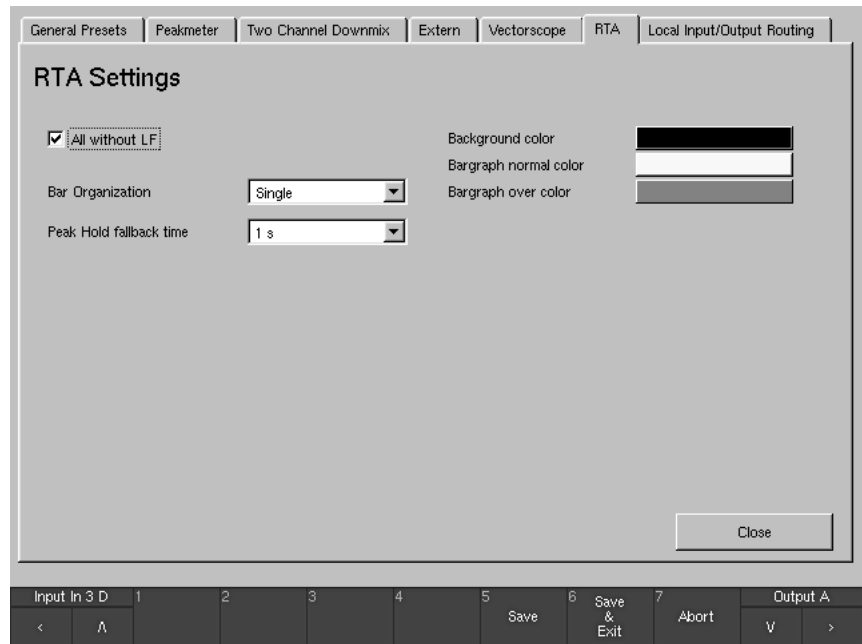 General Presets Peakmeter Two Channel Downmix Extern Vectorscope RTA Local Input/Output Routing
RTA Settings
All without LF
Bar Organization Single
Peak Hold fallback time 1 s
Background color
Bargraph normal color
Bargraph over color
Close
Input In 3 D 1 2 3 4 5 Save 6 Save & Exit 7 Abort Output A
< Λ V >